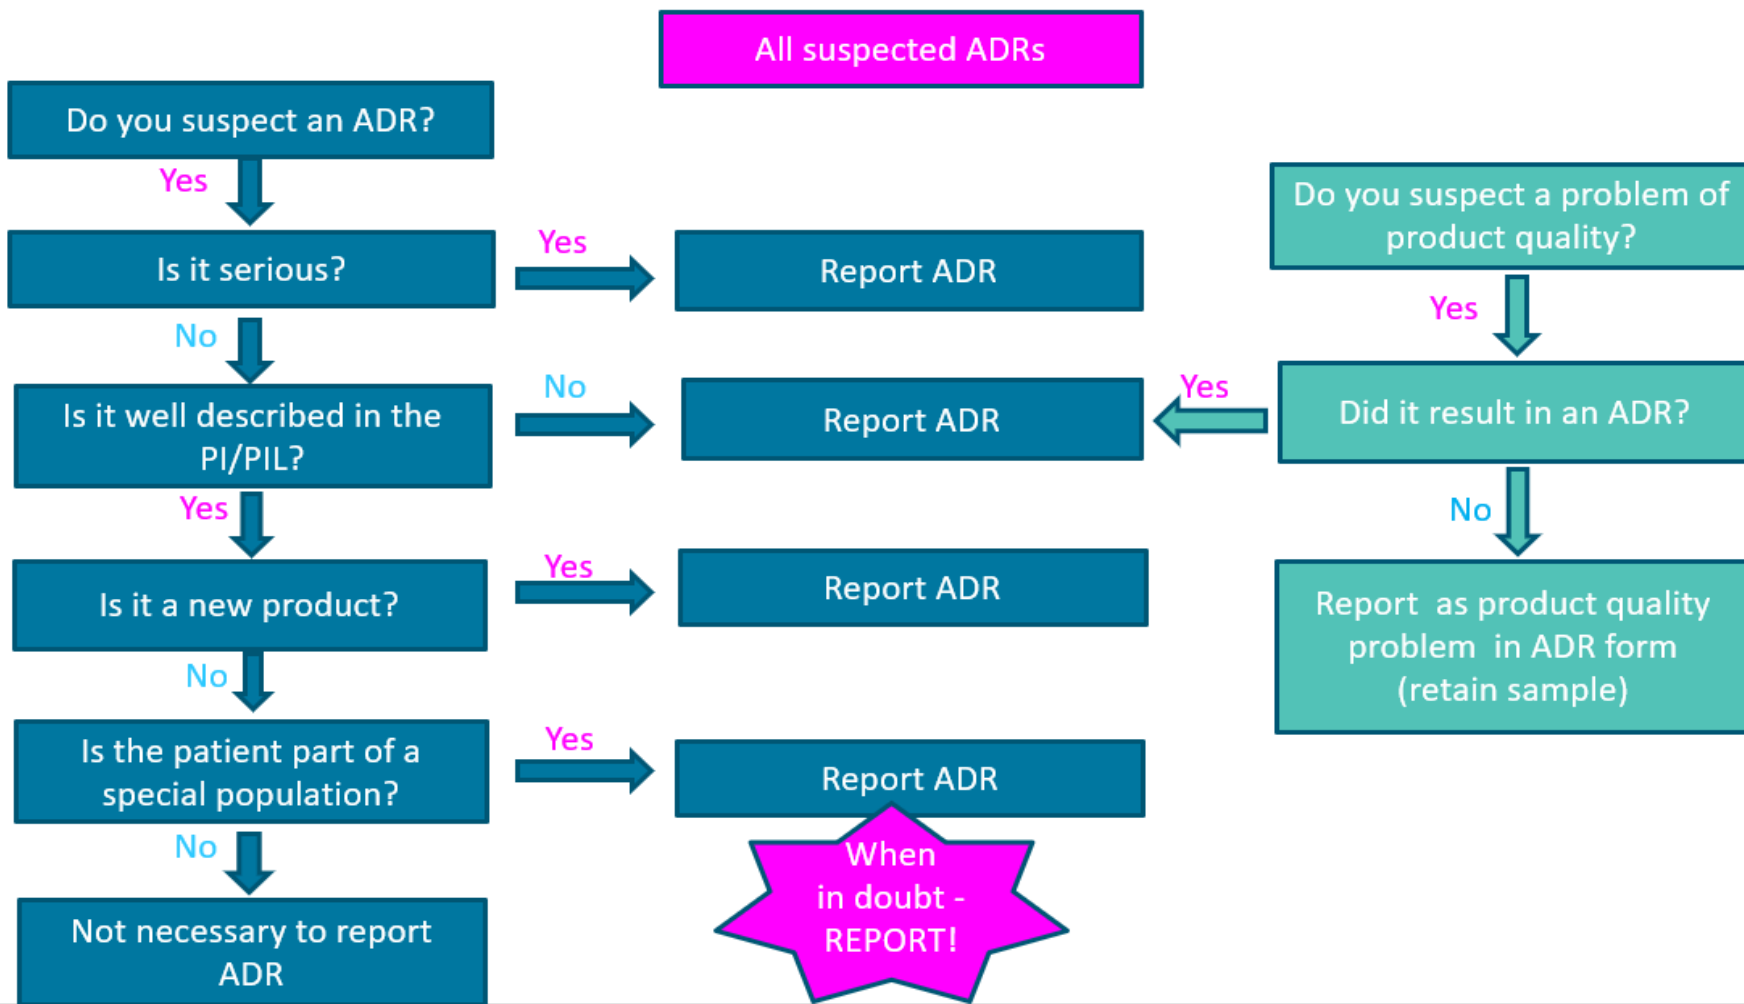 All suspected ADRs
Do you suspect an ADR?
Yes
Is it serious?
Yes
Report ADR
No
Is it well described in the
PI/PIL?
No
Report ADR
Yes
Is it a new product?
Yes
Report ADR
No
Is the patient part of a
special population?
Yes
Report ADR
No
Not necessary to report
ADR
When
in doubt -
REPORT!
Do you suspect a problem of
product quality?
Yes
Did it result in an ADR?
Yes
No
Report as product quality
problem in ADR form
(retain sample)